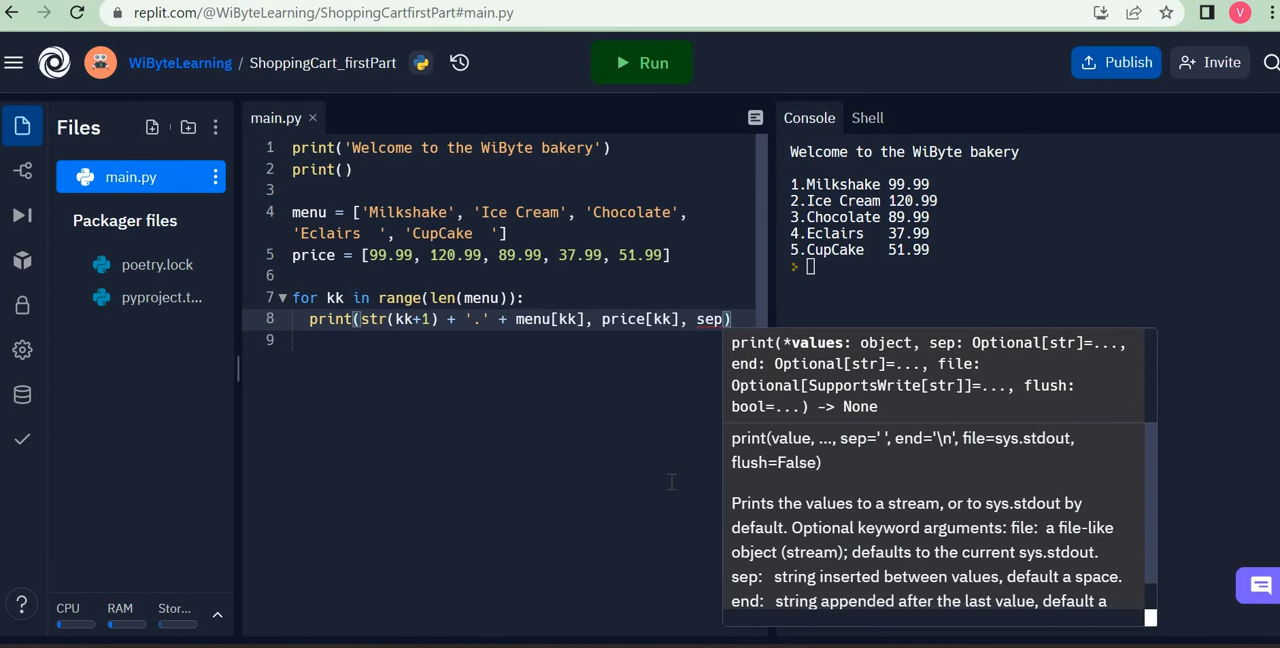 replit.com/@WiByteLearning/ShoppingCartfirstPart#main.py
V
WiByteLearning / ShoppingCart_firstPart
Run
Publish
Invite
Files
main.py
Packager files
poetry.lock
pyproject.t...
CPU RAM Stor...
main.py ×
1 print('Welcome to the WiByte bakery')
2 print()
3
4 menu = ['Milkshake', 'Ice Cream', 'Chocolate',
'Eclairs  ', 'CupCake  ']
5 price = [99.99, 120.99, 89.99, 37.99, 51.99]
6
7 for kk in range(len(menu)):
8 print(str(kk+1) + '.' + menu[kk], price[kk], sep)
9
print(*values: object, sep: Optional[str]=...,
end: Optional[str]=..., file:
Optional[SupportsWrite[str]]=..., flush:
bool=...) -> None
print(value, ..., sep=' ', end='\n', file=sys.stdout,
flush=False)
Prints the values to a stream, or to sys.stdout by
default. Optional keyword arguments: file: a file-like
object (stream); defaults to the current sys.stdout.
sep: string inserted between values, default a space.
end: string appended after the last value, default a
Console Shell
Welcome to the WiByte bakery
1.Milkshake 99.99
2.Ice Cream 120.99
3.Chocolate 89.99
4.Eclairs   37.99
5.CupCake   51.99